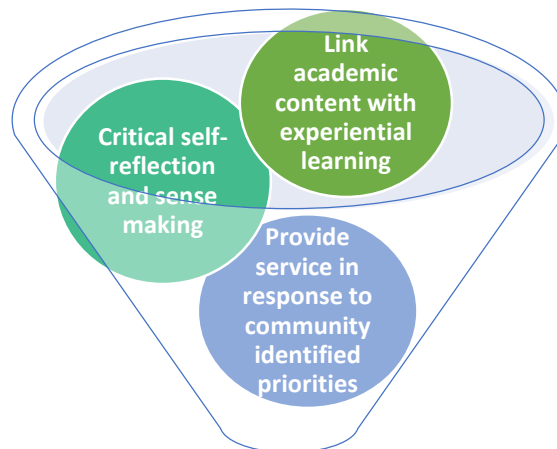 Link
academic
content with
experiential
learning
Critical self-
reflection
and sense
making
Provide
service in
response to
community
identified
priorities